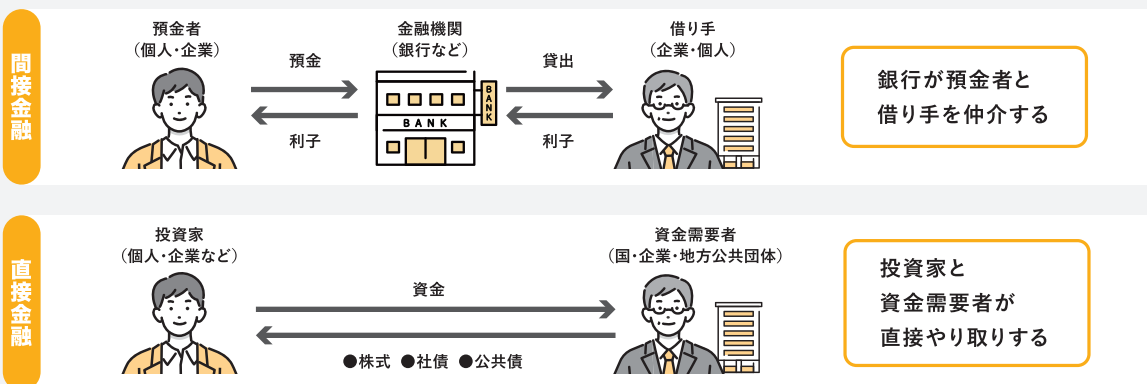 間接金融
預金者
（個人・企業）
預金
利子
金融機関
（銀行など）
BANK
BANK
貸出
利子
借り手
（企業・個人）
銀行が預金者と
借り手を仲介する
直接金融
投資家
（個人・企業など）
資金
●株式 ●社債 ●公共債
資金需要者
（国・企業・地方公共団体）
投資家と
資金需要者が
直接やり取りする